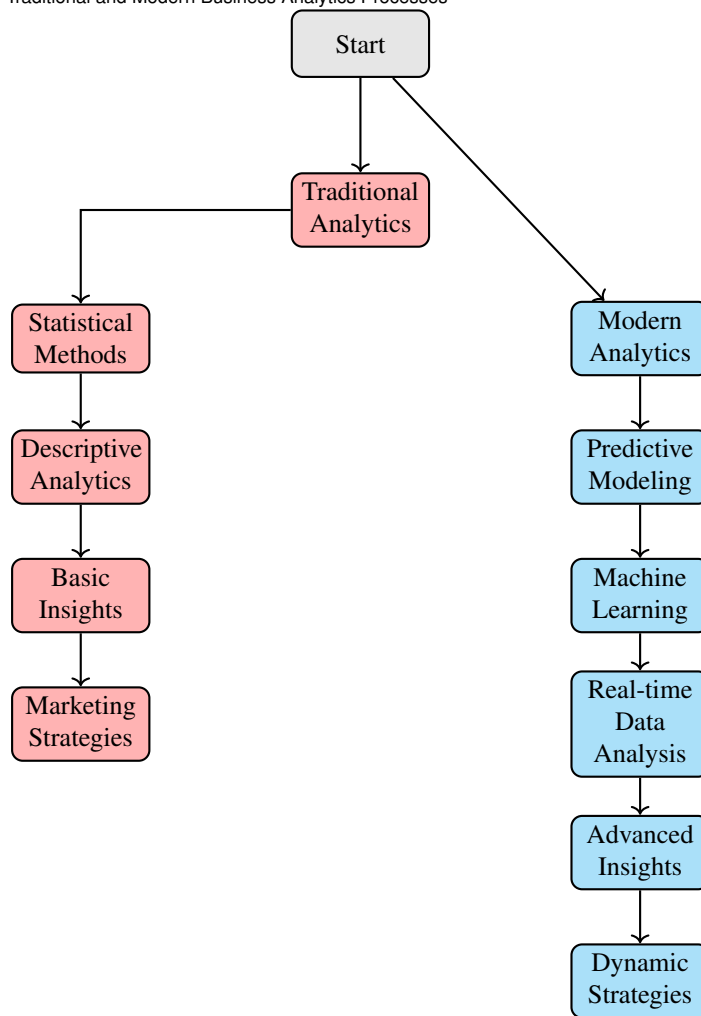 Traditional and Modern Business Analytics Processes
Start
Traditional
Analytics
Statistical
Methods
Modern
Analytics
Descriptive
Analytics
Predictive
Modeling
Basic
Insights
Machine
Learning
Marketing
Strategies
Real-time
Data
Analysis
Advanced
Insights
Dynamic
Strategies